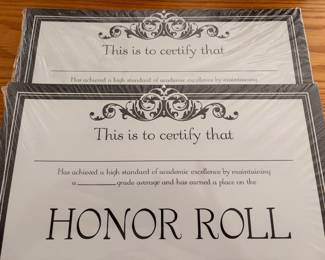 This is to certify that
Has achieved a high standard of academic excellence by maintaining
This is to certify that
Has achieved a high standard of academic excellence by maintaining
a ________ grade average and has earned a place on the
HONOR ROLL